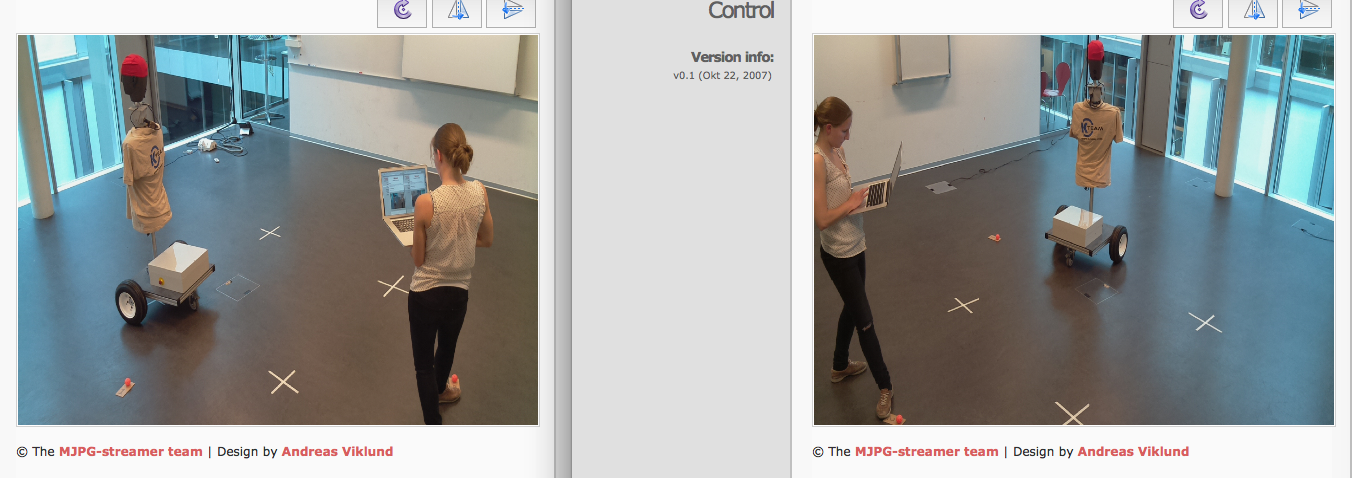 Control
Version info:
v0.1 (Okt 22, 2007)
© The MJPG-streamer team | Design by Andreas Viklund
© The MJPG-streamer team | Design by Andreas Viklund